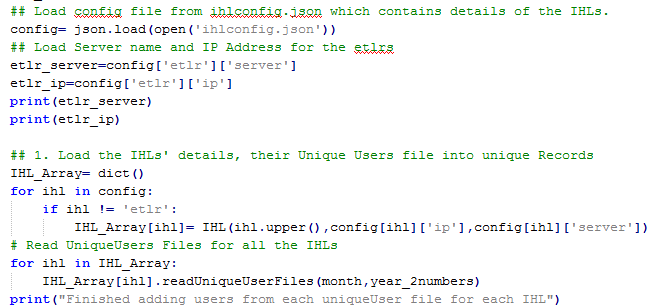 ## Load config file from ihlconfig.json which contains details of the IHLs.
config= json.load(open('ihlconfig.json'))
## Load Server name and IP Address for the etlrs
etlr_server=config['etlr']['server']
etlr_ip=config['etlr']['ip']
print(etlr_server)
print(etlr_ip)
## 1. Load the IHLs' details, their Unique Users file into unique Records
IHL_Array= dict()
for ihl in config:
    if ihl != 'etlr':
        IHL_Array[ihl]= IHL(ihl.upper(),config[ihl]['ip'],config[ihl]['server'])
# Read UniqueUsers Files for all the IHLs
for ihl in IHL_Array:
    IHL_Array[ihl].readUniqueUserFiles(month,year_2numbers)
print("Finished adding users from each uniqueUser file for each IHL")